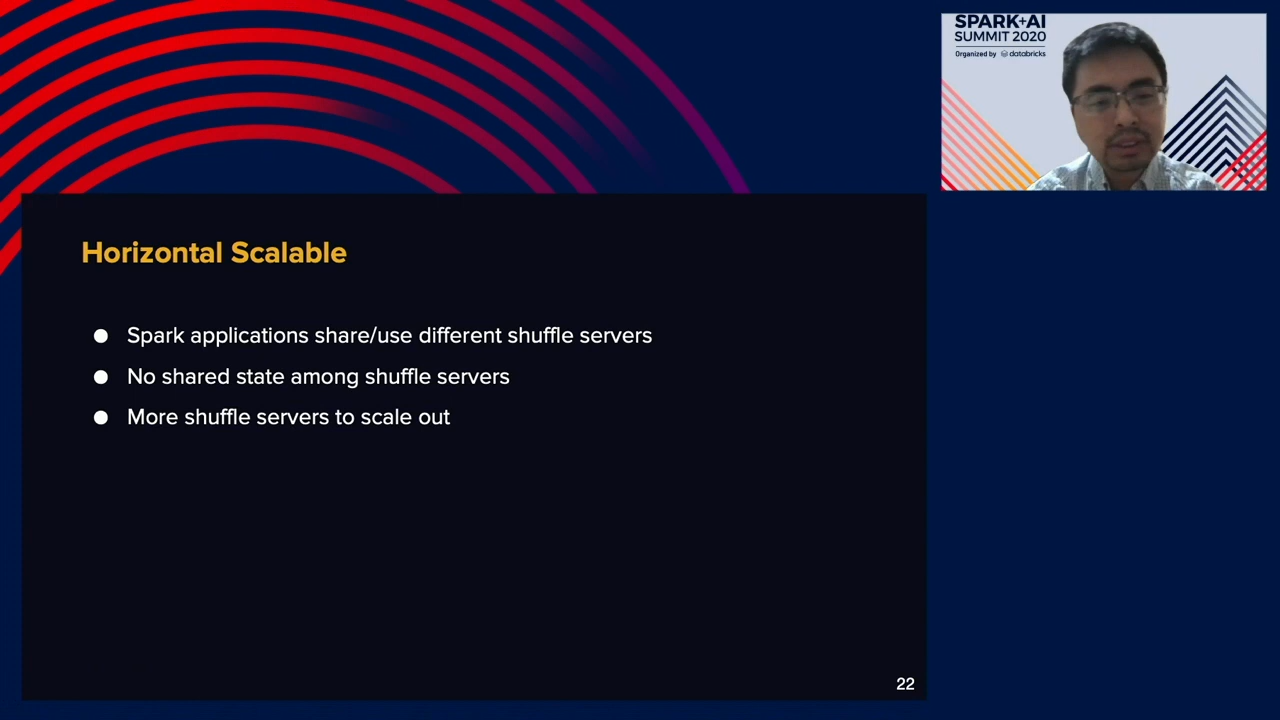 SPARK+AI
SUMMIT 2020
Organized by databricks
Horizontal Scalable
● Spark applications share/use different shuffle servers
● No shared state among shuffle servers
● More shuffle servers to scale out
22